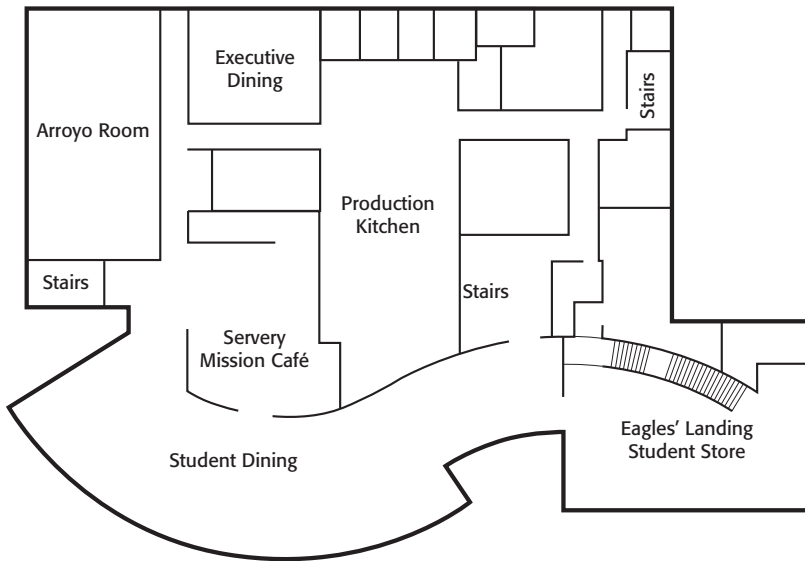 Executive
Dining
Stairs
Arroyo Room
Production
Kitchen
Stairs
Stairs
Servery
Mission Café
Eagles’ Landing
Student Store
Student Dining